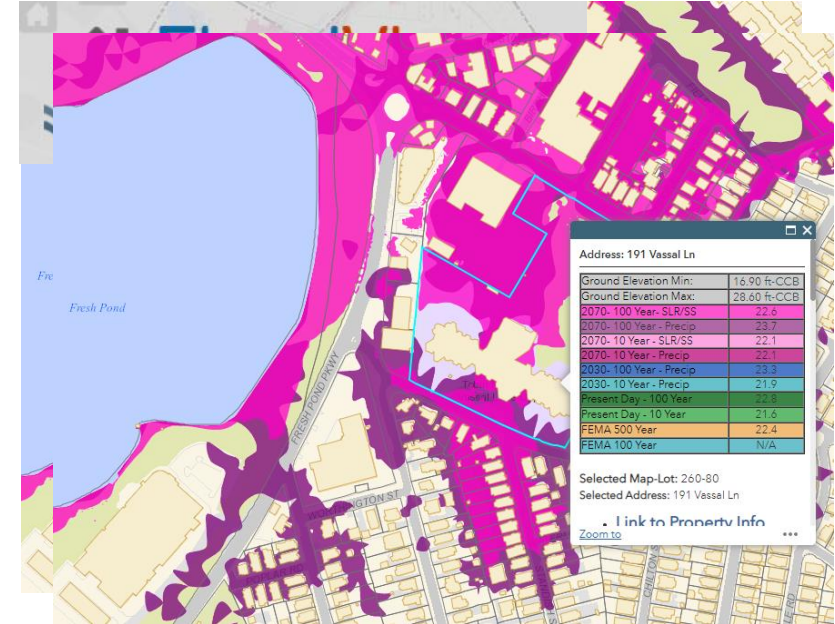 Fre
Fresh Pond
FRESH POND PKWY
WORTHINGTON ST
POPLAR RD
CHILTON S
LE RD
Address: 191 Vassal Ln
Ground Elevation Min: 16.90 ft-CCB
Ground Elevation Max: 28.60 ft-CCB
2070- 100 Year- SLR/SS 22.6
2070- 100 Year - Precip 23.7
2070- 10 Year - SLR/SS 22.1
2070- 10 Year - Precip 22.1
2030- 100 Year - Precip 23.3
2030- 10 Year - Precip 21.9
Present Day - 100 Year 22.8
Present Day - 10 Year 21.6
FEMA 500 Year 22.4
FEMA 100 Year N/A
Selected Map-Lot: 260-80
Selected Address: 191 Vassal Ln
• Link to Property Info
Zoom to